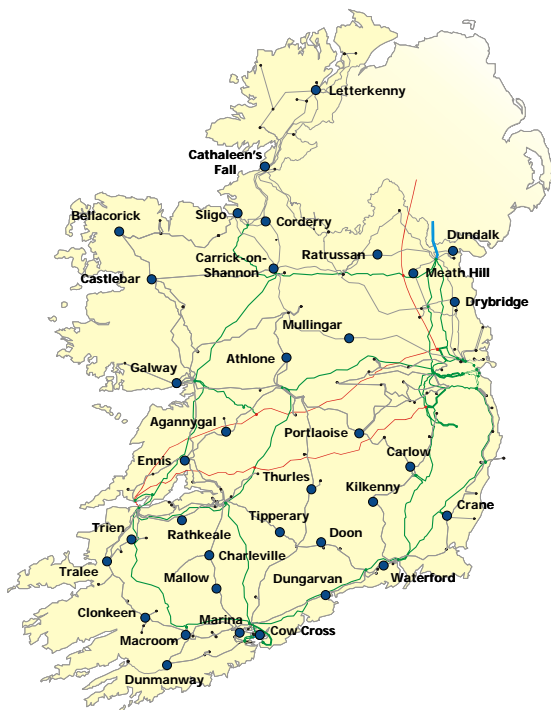 Letterkenny
Cathaleen's
Fall
Bellacorick
Sligo
Corderry
Dundalk
Ratrussan
Carrick-on-
Shannon
Meath Hill
Castlebar
Drybridge
Mullingar
Athlone
Galway
Agannygal
Portlaoise
Ennis
Carlow
Thurles
Kilkenny
Crane
Tipperary
Trien
Rathkeale
Doon
Charleville
Tralee
Waterford
Mallow
Dungarvan
Clonkeen
Marina
Cow Cross
Macroom
Dunmanway